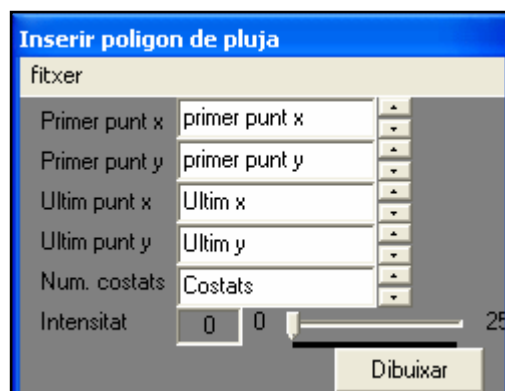 Inserir poligon de pluja
fitxer
Primer punt x primer punt x
Primer punt y primer punt y
Ultim punt x Ultim x
Ultim punt y Ultim y
Num. costats Costats
Intensitat 0 0 25
Dibuixar